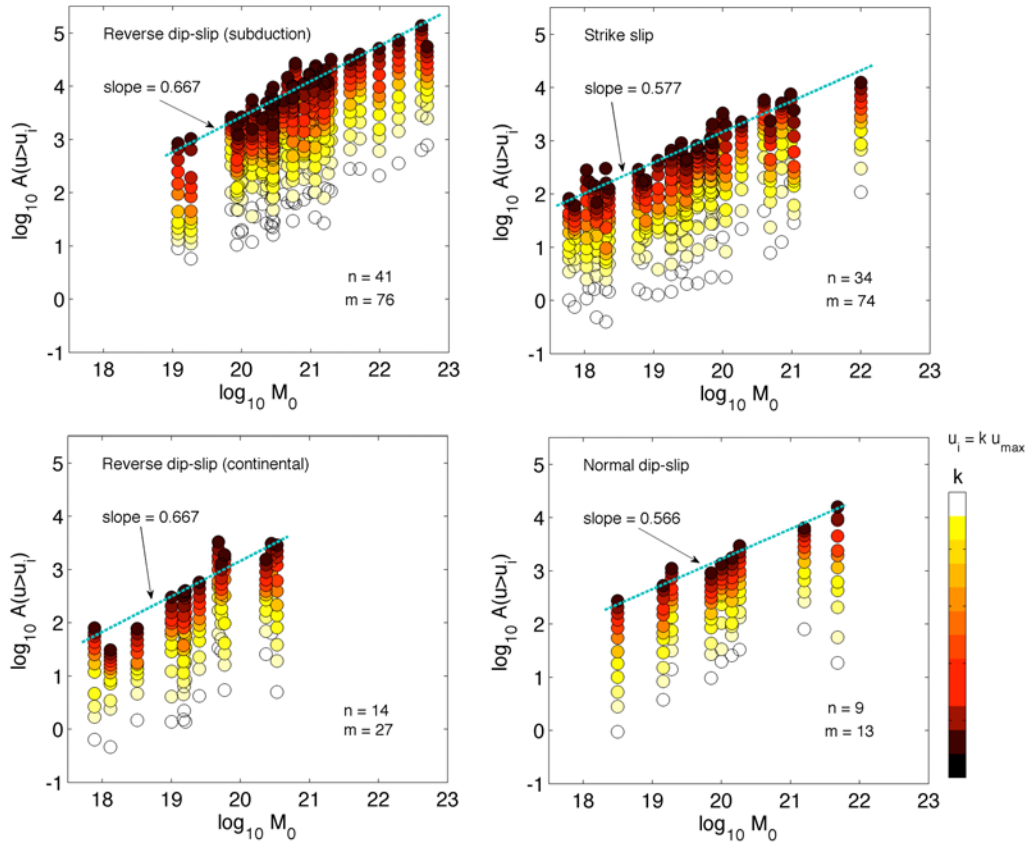 Reverse dip-slip (subduction)
slope = 0.667
n = 41
m = 76
log10 A(u>ui)
5
4
3
2
1
0
-1
18 19 20 21 22 23
log10 M0
Strike slip
slope = 0.577
n = 34
m = 74
log10 A(u>ui)
5
4
3
2
1
0
-1
18 19 20 21 22 23
log10 M0
Reverse dip-slip (continental)
slope = 0.667
n = 14
m = 27
log10 A(u>ui)
5
4
3
2
1
0
-1
18 19 20 21 22 23
log10 M0
Normal dip-slip
slope = 0.566
n = 9
m = 13
log10 A(u>ui)
5
4
3
2
1
0
-1
18 19 20 21 22 23
log10 M0
ui = k umax
k